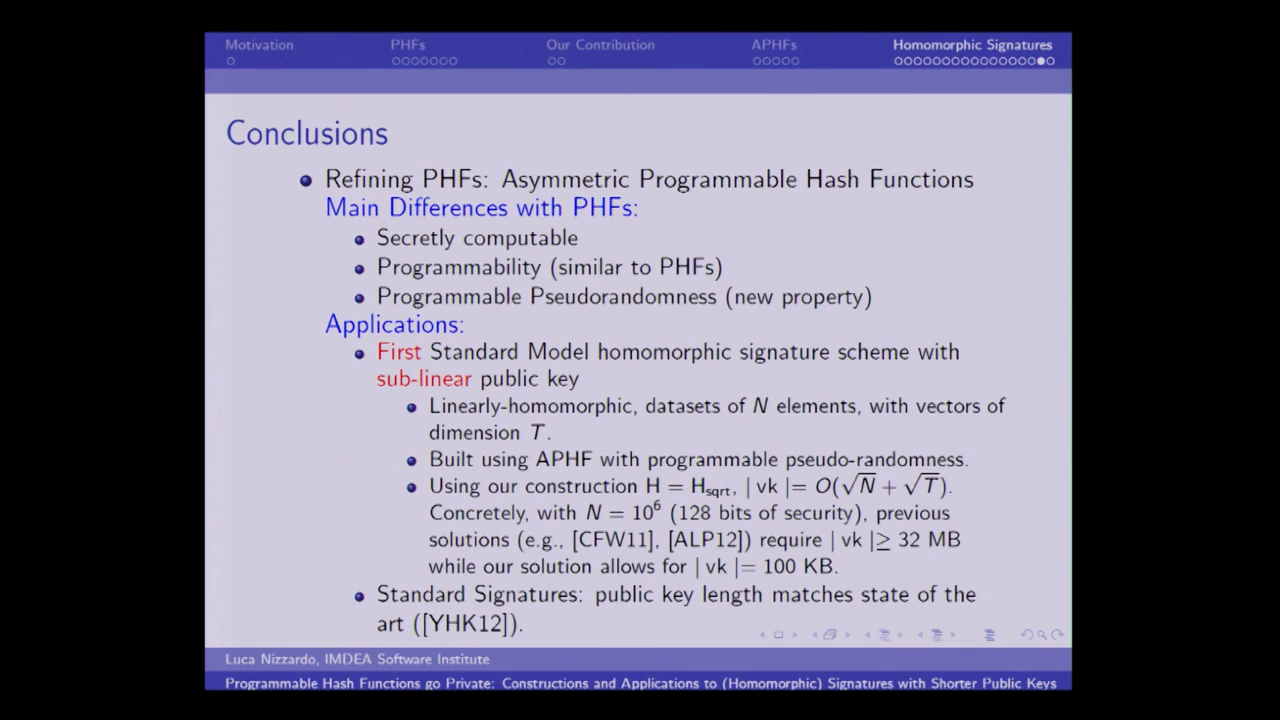 Motivation PHFs Our Contribution APHFs Homomorphic Signatures
Conclusions
Refining PHFs: Asymmetric Programmable Hash Functions
Main Differences with PHFs:
Secretly computable
Programmability (similar to PHFs)
Programmable Pseudorandomness (new property)
Applications:
First Standard Model homomorphic signature scheme with
sub-linear public key
Linearly-homomorphic, datasets of N elements, with vectors of
dimension T.
Built using APHF with programmable pseudo-randomness.
Using our construction H = H_sqrt, | vk |= O(√N + √T).
Concretely, with N = 10^6 (128 bits of security), previous
solutions (e.g., [CFW11], [ALP12]) require | vk |≥ 32 MB
while our solution allows for | vk |= 100 KB.
Standard Signatures: public key length matches state of the
art ([YHK12]).
Luca Nizzardo, IMDEA Software Institute
Programmable Hash Functions go Private: Constructions and Applications to (Homomorphic) Signatures with Shorter Public Keys